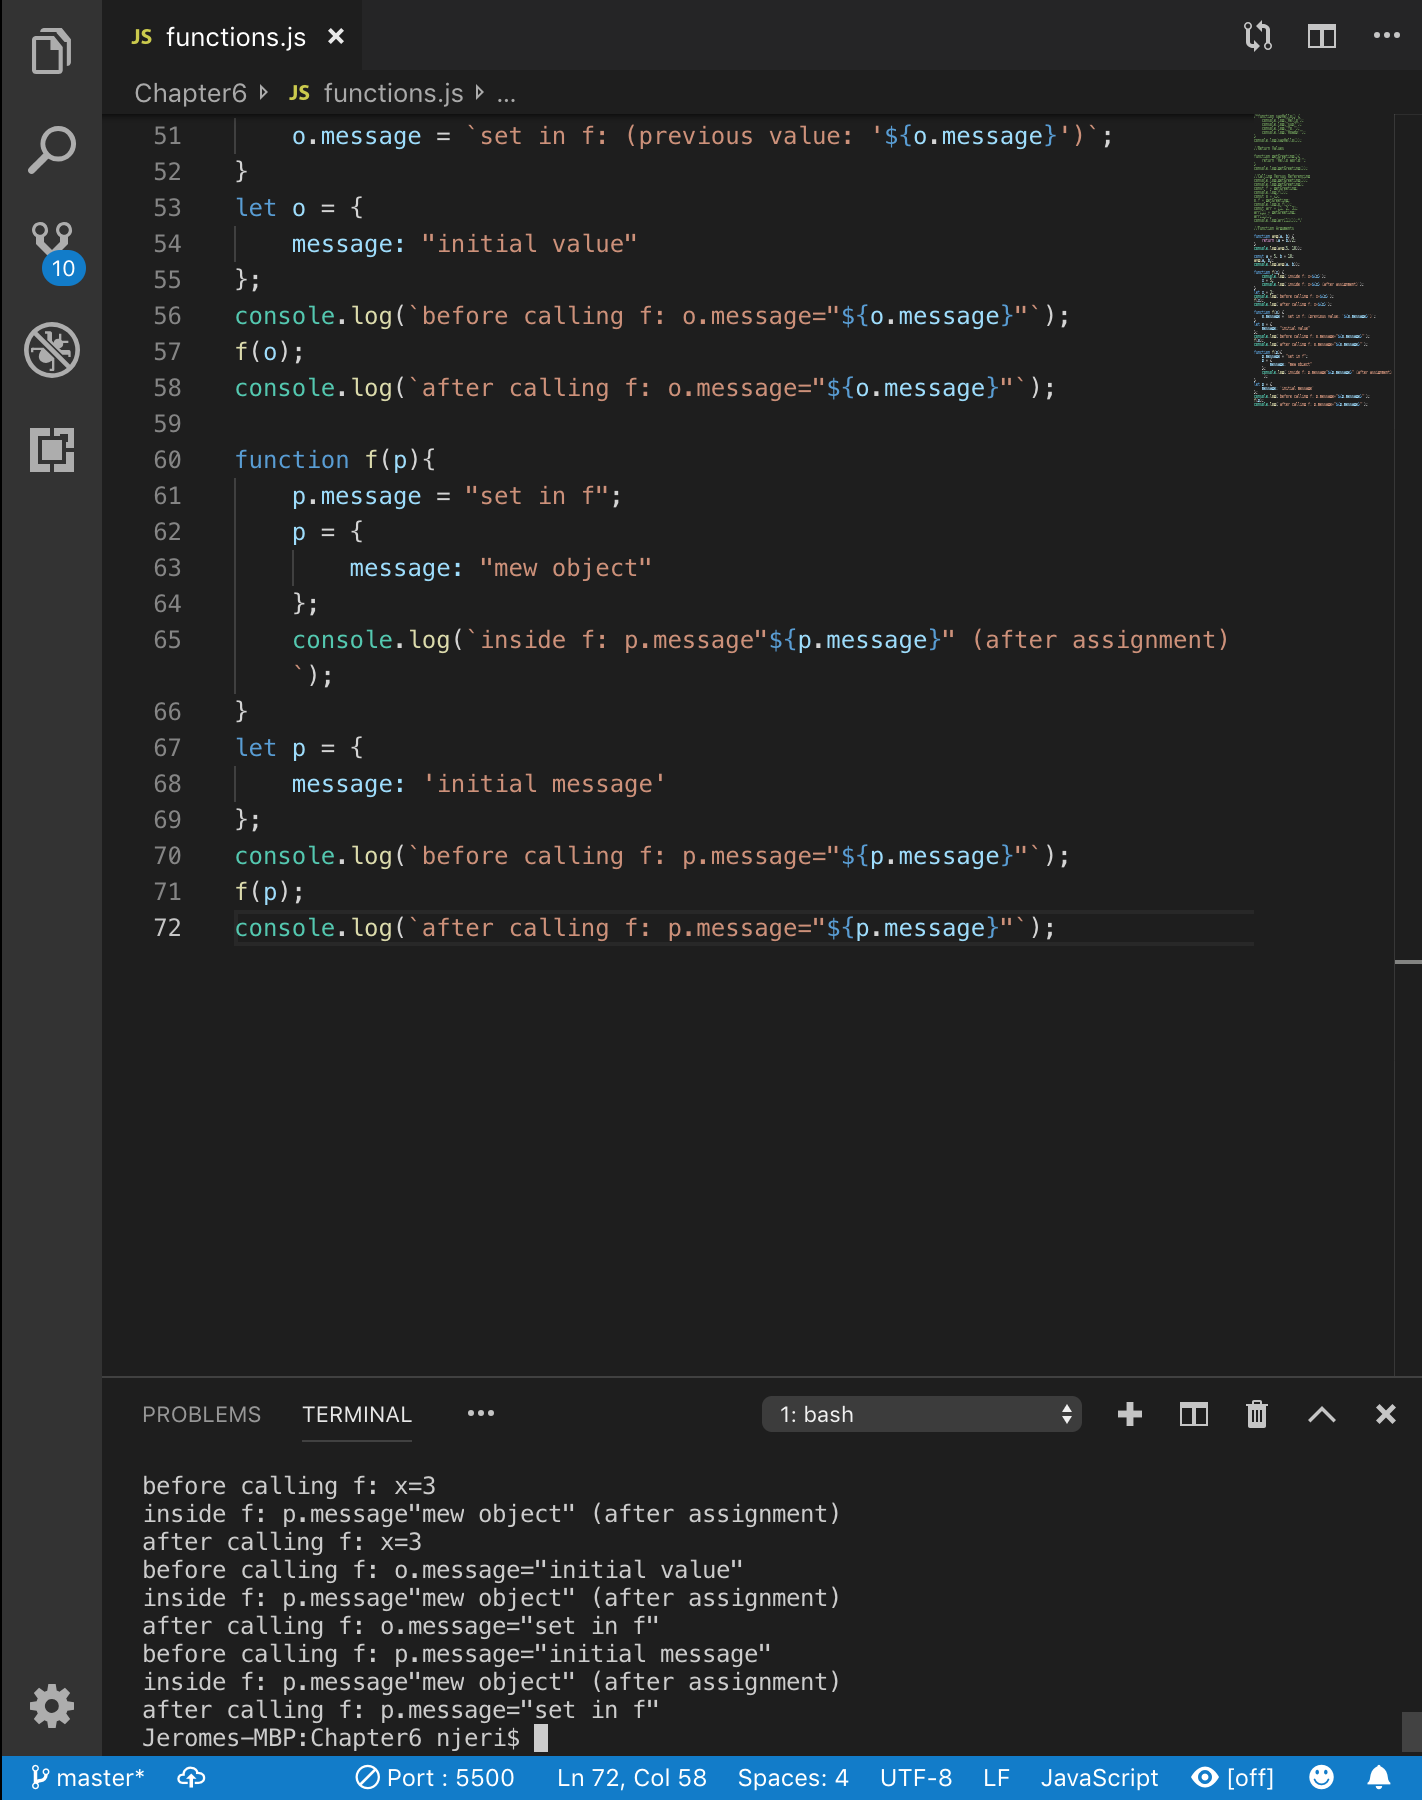 JS functions.js ×
Chapter6 JS functions.js ...
51     o.message = `set in f: (previous value: '${o.message}')`;
52 }
53 let o = {
54     message: "initial value"
55 };
56 console.log(`before calling f: o.message="${o.message}"`);
57 f(o);
58 console.log(`after calling f: o.message="${o.message}"`);
59
60 function f(p){
61     p.message = "set in f";
62     p = {
63         message: "mew object"
64     };
65     console.log(`inside f: p.message"${p.message}" (after assignment)
`);
66 }
67 let p = {
68     message: 'initial message'
69 };
70 console.log(`before calling f: p.message="${p.message}"`);
71 f(p);
72 console.log(`after calling f: p.message="${p.message}"`);
10
PROBLEMS TERMINAL ... 1: bash
before calling f: x=3
inside f: p.message"mew object" (after assignment)
after calling f: x=3
before calling f: o.message="initial value"
inside f: p.message"mew object" (after assignment)
after calling f: o.message="set in f"
before calling f: p.message="initial message"
inside f: p.message"mew object" (after assignment)
after calling f: p.message="set in f"
Jeromes-MBP:Chapter6 njeri$
master* Port : 5500 Ln 72, Col 58 Spaces: 4 UTF-8 LF JavaScript [off]